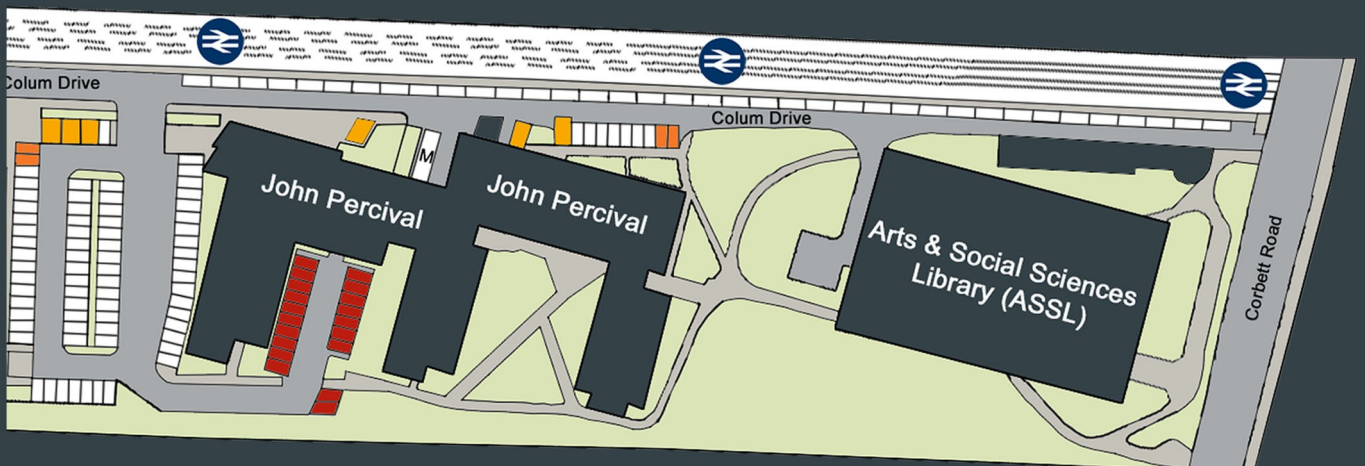 Colum Drive
Colum Drive
M
John Percival
John Percival
Arts & Social Sciences
Library (ASSL)
Corbett Road